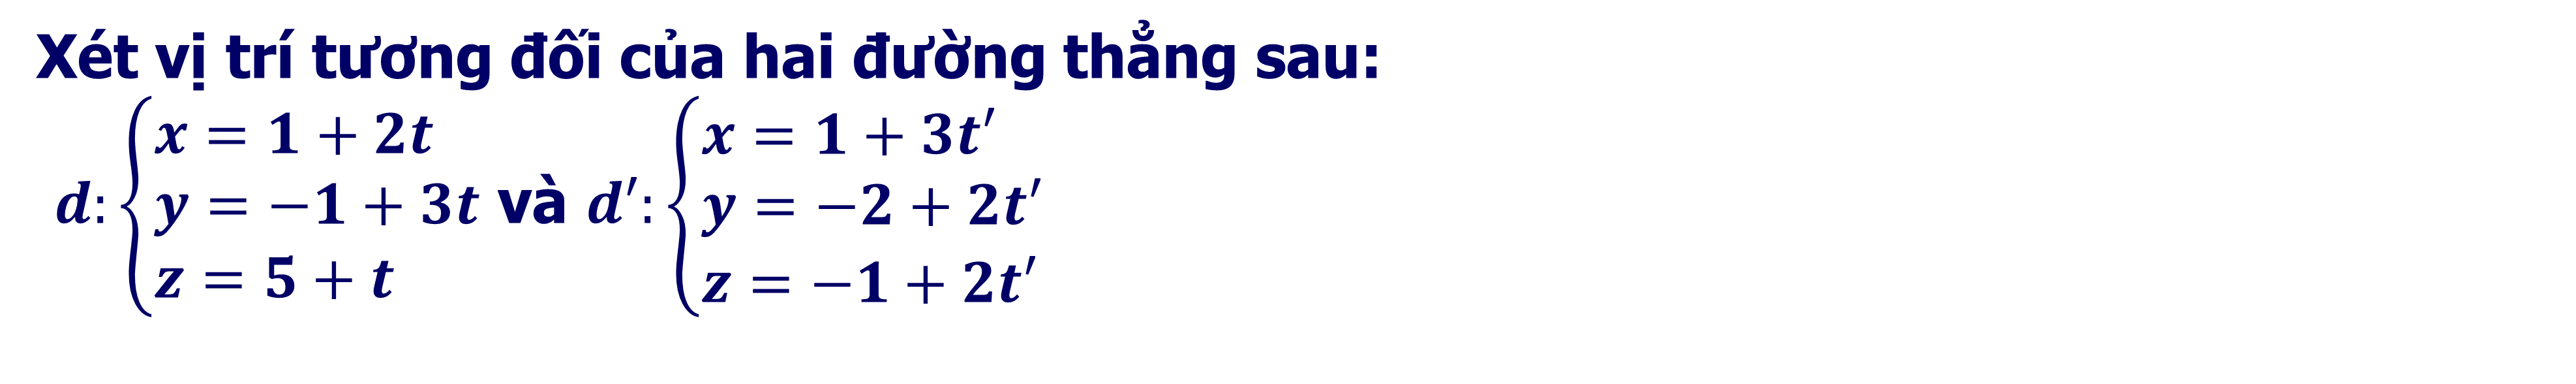 Xét vị trí tương đối của hai đường thẳng sau:
d: { x = 1 + 2t và d′: { x = 1 + 3t′
y = −1 + 3t y = −2 + 2t′
z = 5 + t z = −1 + 2t′